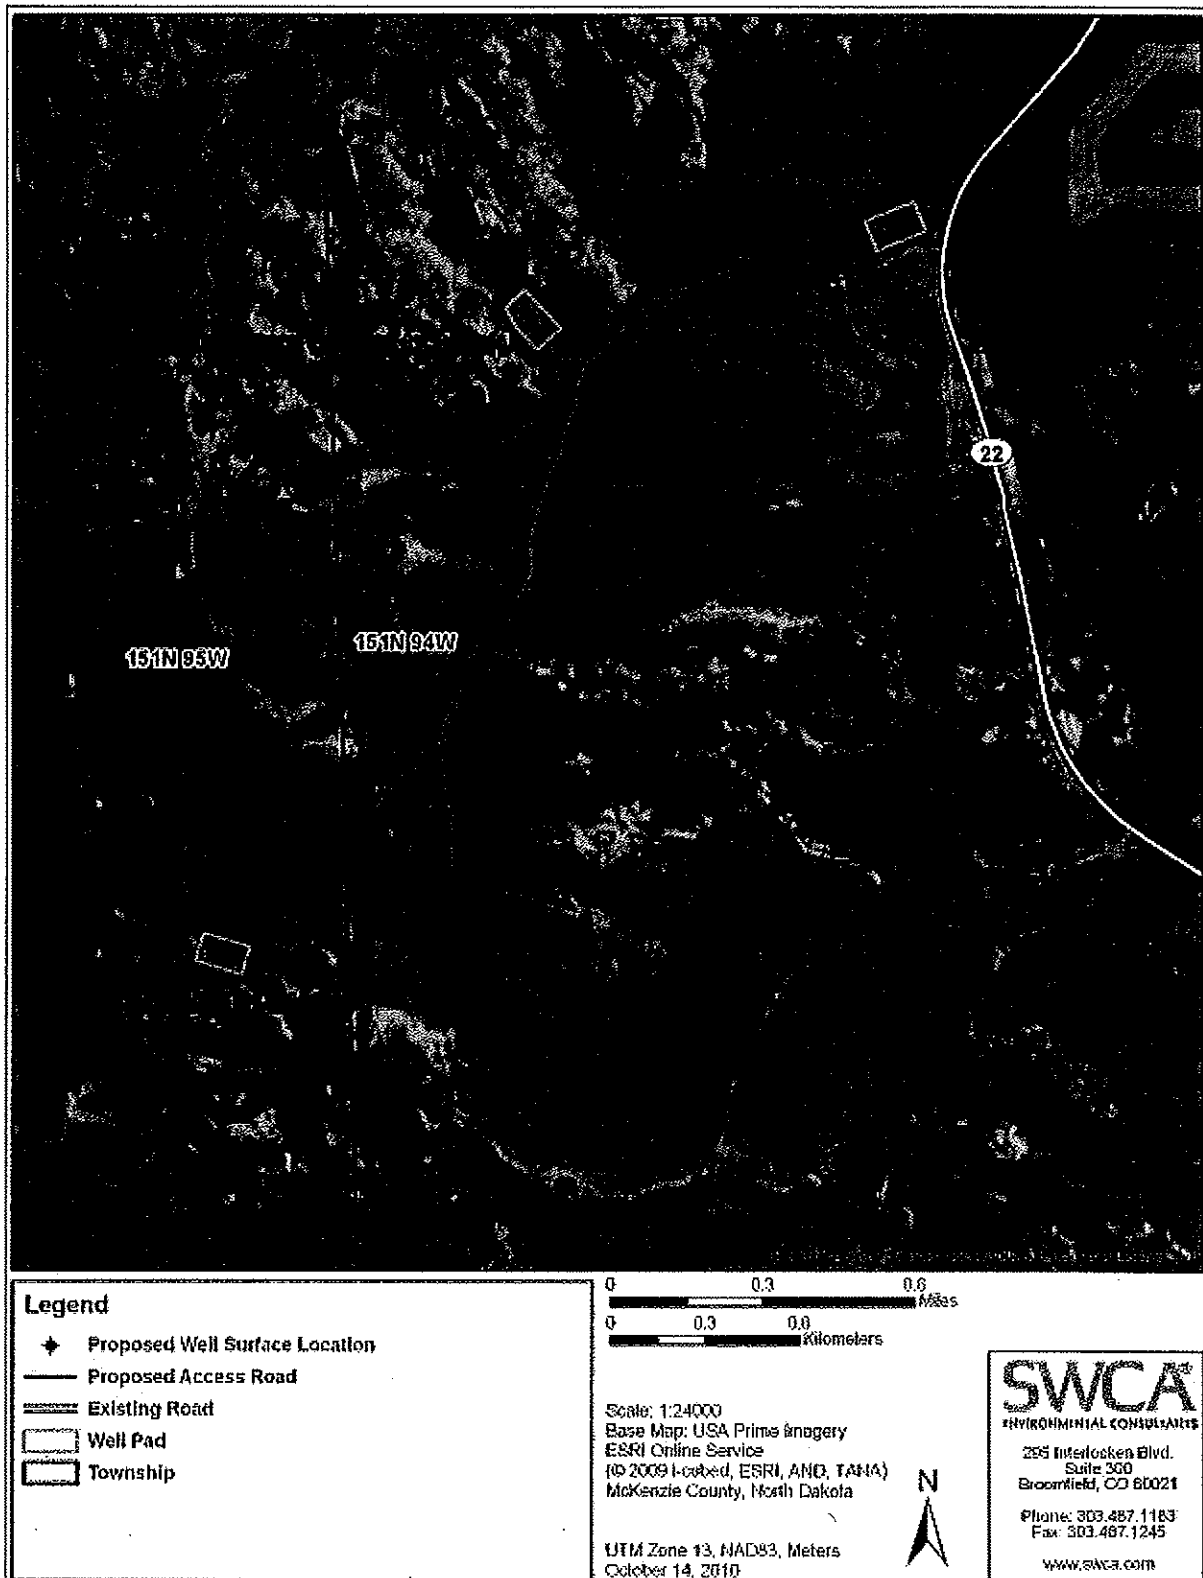 22
151N 95W
151N 94W
Legend
Proposed Well Surface Location
Proposed Access Road
Existing Road
Well Pad
Township
0 0.3 0.6
Miles
0 0.3 0.6
Kilometers
Scale: 1:24000
Base Map: USA Prime Imagery
ESRI Online Service
(© 2009 i-cubed, ESRI, AND, TANA)
McKenzie County, North Dakota
UTM Zone 13, NAD83, Meters
October 14, 2010
N
SWCA
ENVIRONMENTAL CONSULTANTS
295 Interlocken Blvd.
Suite 300
Broomfield, CO 80021
Phone: 303.487.1183
Fax: 303.487.1245
www.swca.com